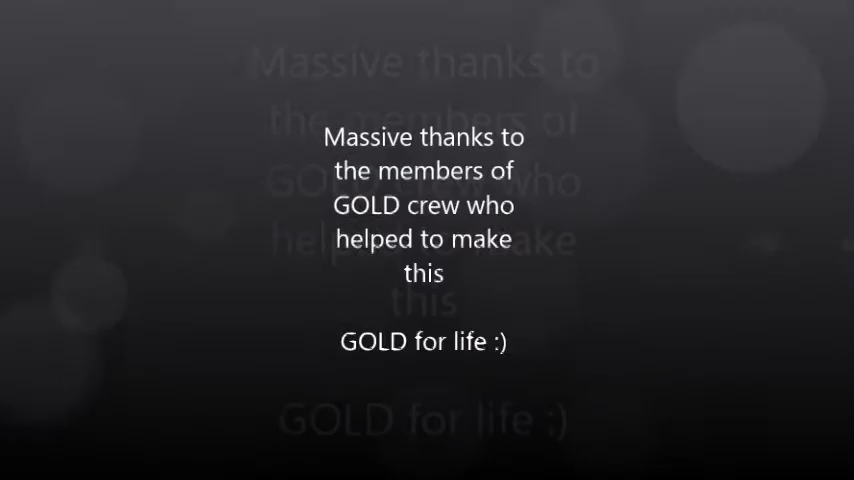 Massive thanks to
the members of
GOLD crew who
helped to make
this
GOLD for life :)